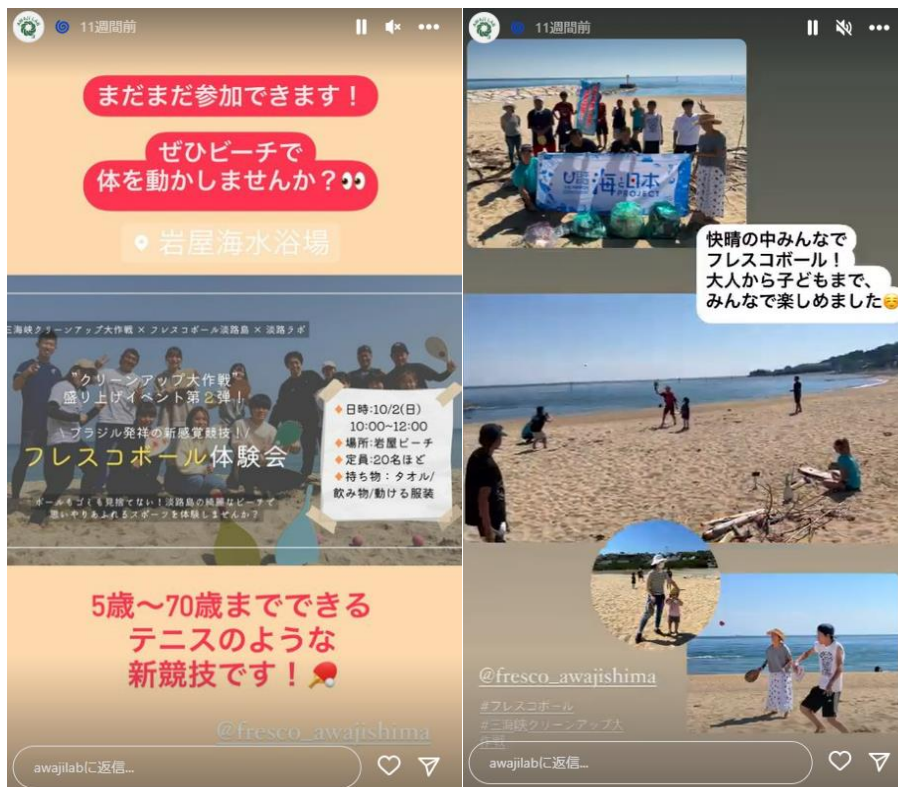 AWAJI LAB
11週間前
まだまだ参加できます！
ぜひビーチで
体を動かしませんか？👀
岩屋海水浴場
三海峡クリーンアップ大作戦 × フレスコボール淡路島 × 淡路ラボ
"クリーンアップ大作戦"
盛り上げイベント第2弾！
\ブラジル発祥の新感覚競技！/
フレスコボール体験会
ボールもゴミも見捨てない！淡路島の綺麗なビーチで
思いやりあふれるスポーツを体験しませんか？
🔸日時:10/2(日)
10:00~12:00
🔸場所:岩屋ビーチ
🔸定員:20名ほど
🔸持ち物：タオル/
飲み物/動ける服装
5歳〜70歳までできる
テニスのような
新競技です！🏓
@fresco_awajishima
awajilabに返信...
11週間前
海と日本
PROJECT
快晴の中みんなで
フレスコボール！
大人から子どもまで、
みんなで楽しめました☺️
@fresco_awajishima
#フレスコボール
#三海峡クリーンアップ大
作戦
awajilabに返信...